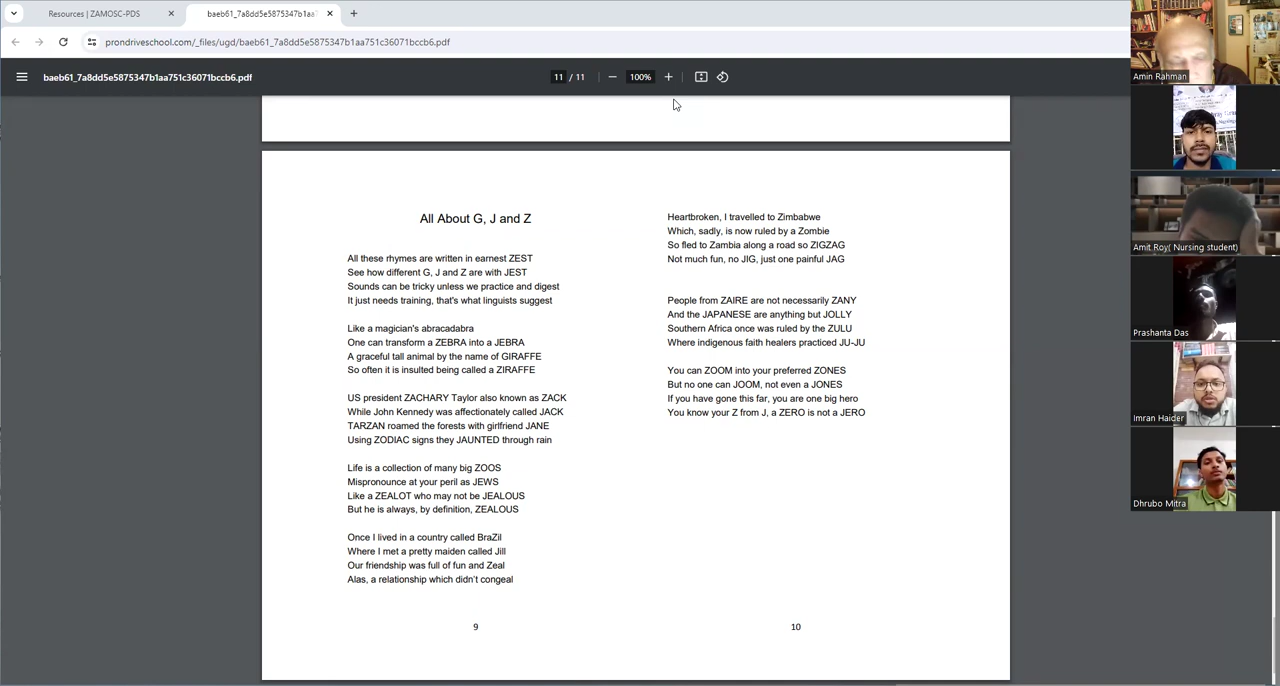 Resources | ZAMOSC-PDS
baeb61_7a8dd5e5875347b1aa7
prondriveschool.com/_files/ugd/baeb61_7a8dd5e5875347b1aa751c36071bccb6.pdf
baeb61_7a8dd5e5875347b1aa751c36071bccb6.pdf
11 / 11
100%
All About G, J and Z
All these rhymes are written in earnest ZEST
See how different G, J and Z are with JEST
Sounds can be tricky unless we practice and digest
It just needs training, that's what linguists suggest
Like a magician's abracadabra
One can transform a ZEBRA into a JEBRA
A graceful tall animal by the name of GIRAFFE
So often it is insulted being called a ZIRAFFE
US president ZACHARY Taylor also known as ZACK
While John Kennedy was affectionately called JACK
TARZAN roamed the forests with girlfriend JANE
Using ZODIAC signs they JAUNTED through rain
Life is a collection of many big ZOOS
Mispronounce at your peril as JEWS
Like a ZEALOT who may not be JEALOUS
But he is always, by definition, ZEALOUS
Once I lived in a country called BraZil
Where I met a pretty maiden called Jill
Our friendship was full of fun and Zeal
Alas, a relationship which didn't congeal
9
Heartbroken, I travelled to Zimbabwe
Which, sadly, is now ruled by a Zombie
So fled to Zambia along a road so ZIGZAG
Not much fun, no JIG, just one painful JAG
People from ZAIRE are not necessarily ZANY
And the JAPANESE are anything but JOLLY
Southern Africa once was ruled by the ZULU
Where indigenous faith healers practiced JU-JU
You can ZOOM into your preferred ZONES
But no one can JOOM, not even a JONES
If you have gone this far, you are one big hero
You know your Z from J, a ZERO is not a JERO
10
Amin Rahman
Amit Roy( Nursing student)
Prashanta Das
Imran Haider
Dhrubo Mitra